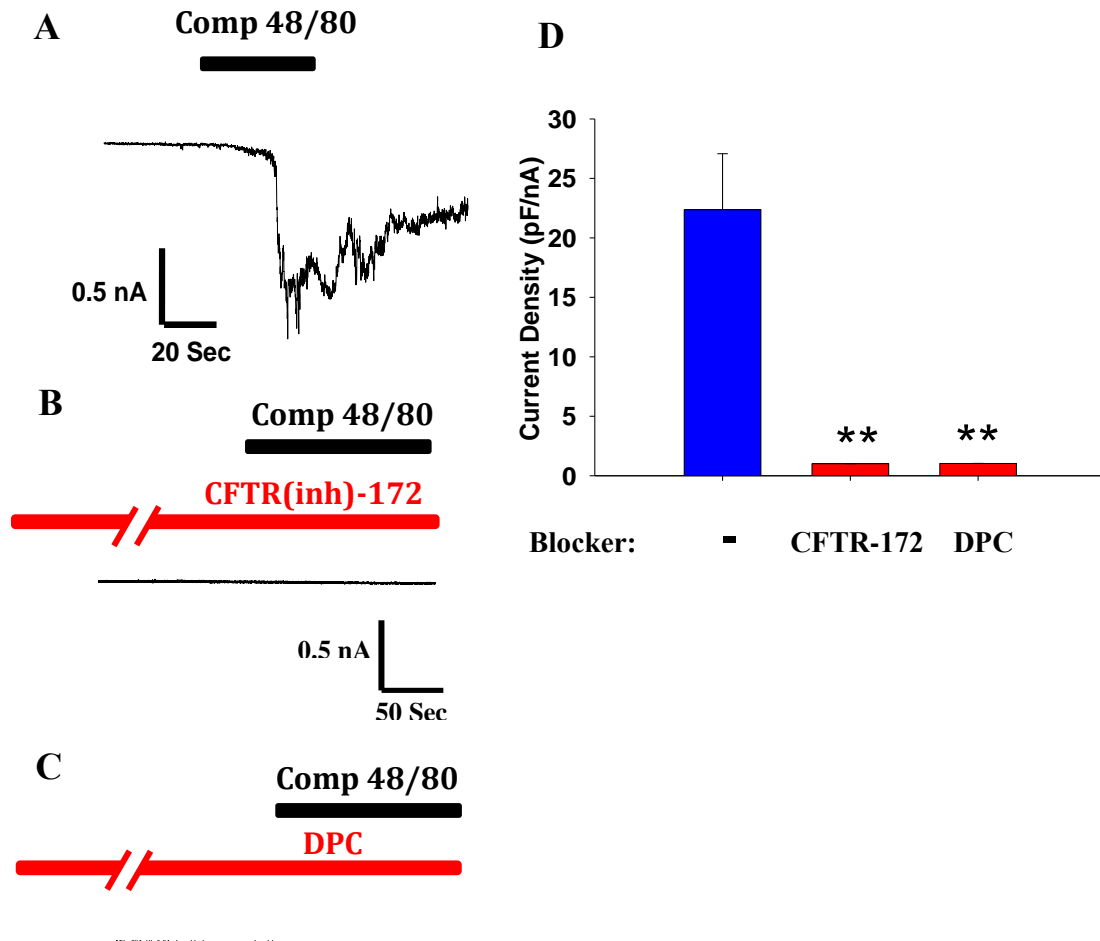 A
Comp 48/80
0.5 nA
20 Sec
B
Comp 48/80
CFTR(inh)-172
0.5 nA
50 Sec
C
Comp 48/80
DPC
D
Current Density (pF/nA)
30
25
20
15
10
5
0
** **
Blocker: - CFTR-172 DPC